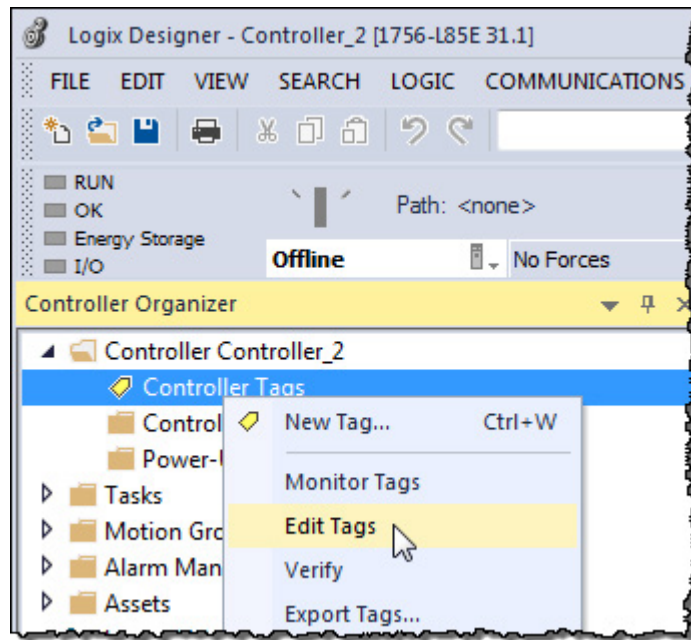 Logix Designer - Controller_2 [1756-L85E 31.1]
FILE EDIT VIEW SEARCH LOGIC COMMUNICATIONS
RUN
OK
Energy Storage
I/O
Path: <none>
Offline
No Forces
Controller Organizer
Controller Controller_2
Controller Tags
Control
Power-
Tasks
Motion Gro
Alarm Man
Assets
New Tag... Ctrl+W
Monitor Tags
Edit Tags
Verify
Export Tags...